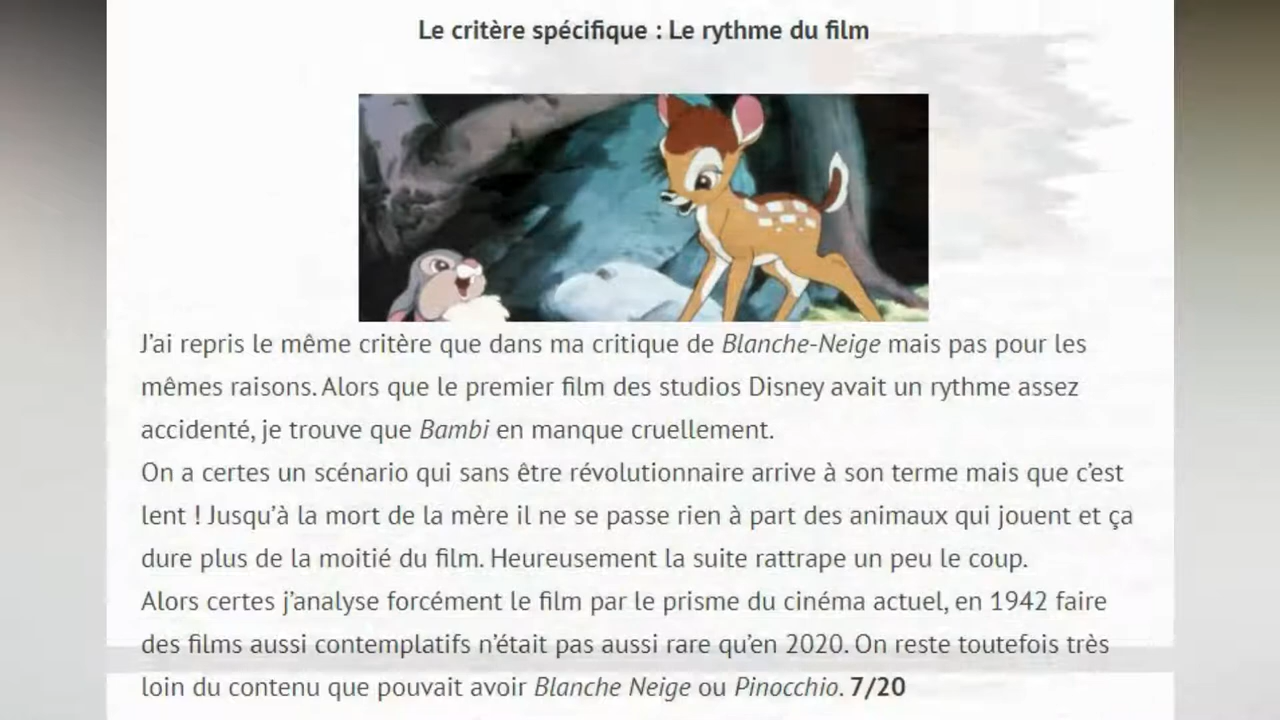 Le critère spécifique : Le rythme du film
J'ai repris le même critère que dans ma critique de Blanche-Neige mais pas pour les
mêmes raisons. Alors que le premier film des studios Disney avait un rythme assez
accidenté, je trouve que Bambi en manque cruellement.
On a certes un scénario qui sans être révolutionnaire arrive à son terme mais que c'est
lent ! Jusqu'à la mort de la mère il ne se passe rien à part des animaux qui jouent et ça
dure plus de la moitié du film. Heureusement la suite rattrape un peu le coup.
Alors certes j'analyse forcément le film par le prisme du cinéma actuel, en 1942 faire
des films aussi contemplatifs n'était pas aussi rare qu'en 2020. On reste toutefois très
loin du contenu que pouvait avoir Blanche Neige ou Pinocchio. 7/20